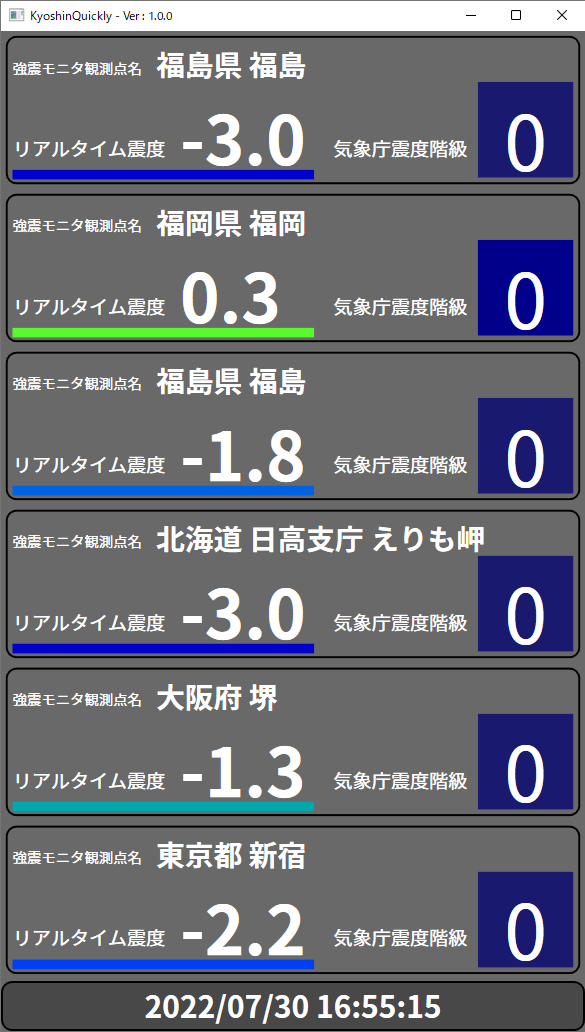 KyoshinQuickly - Ver : 1.0.0
強震モニタ観測点名 福島県 福島
リアルタイム震度 -3.0 気象庁震度階級 0
強震モニタ観測点名 福岡県 福岡
リアルタイム震度 0.3 気象庁震度階級 0
強震モニタ観測点名 福島県 福島
リアルタイム震度 -1.8 気象庁震度階級 0
強震モニタ観測点名 北海道 日高支庁 えりも岬
リアルタイム震度 -3.0 気象庁震度階級 0
強震モニタ観測点名 大阪府 堺
リアルタイム震度 -1.3 気象庁震度階級 0
強震モニタ観測点名 東京都 新宿
リアルタイム震度 -2.2 気象庁震度階級 0
2022/07/30 16:55:15